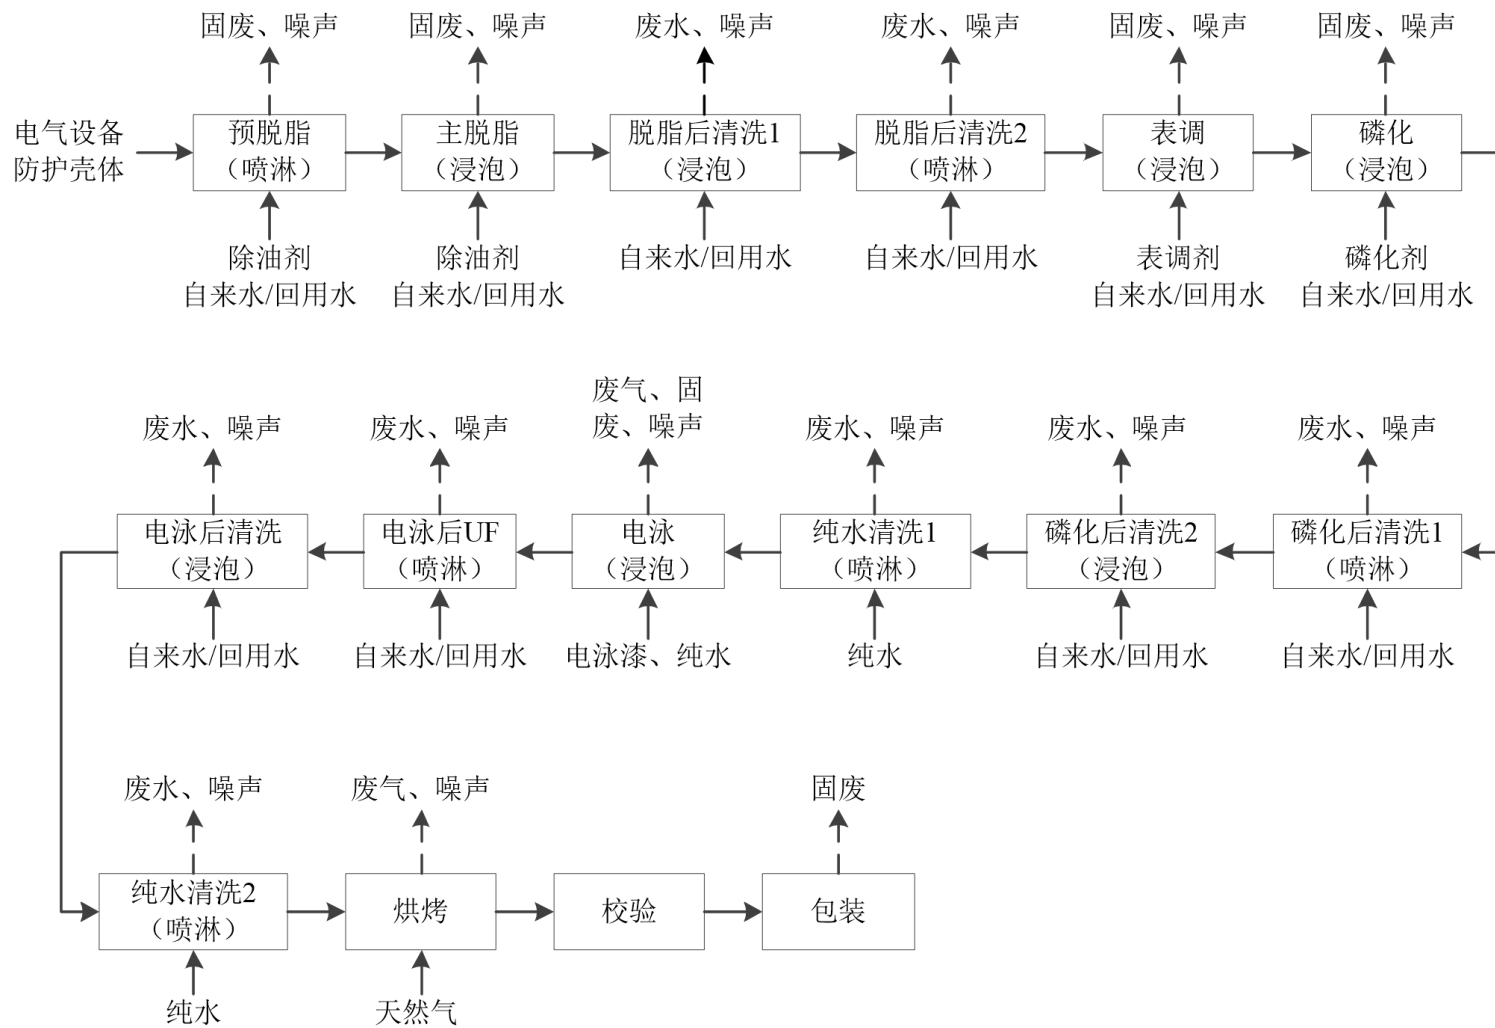 固废、噪声
固废、噪声
废水、噪声
废水、噪声
固废、噪声
固废、噪声
电气设备
防护壳体
预脱脂
（喷淋）
主脱脂
（浸泡）
脱脂后清洗1
（浸泡）
脱脂后清洗2
（喷淋）
表调
（浸泡）
磷化
（浸泡）
除油剂
自来水/回用水
除油剂
自来水/回用水
自来水/回用水
自来水/回用水
表调剂
自来水/回用水
磷化剂
自来水/回用水
废水、噪声
废水、噪声
废气、固
废、噪声
废水、噪声
废水、噪声
废水、噪声
电泳后清洗
（浸泡）
电泳后UF
（喷淋）
电泳
（浸泡）
纯水清洗1
（喷淋）
磷化后清洗2
（浸泡）
磷化后清洗1
（喷淋）
自来水/回用水
自来水/回用水
电泳漆、纯水
纯水
自来水/回用水
自来水/回用水
废水、噪声
废气、噪声
固废
纯水清洗2
（喷淋）
烘烤
校验
包装
纯水
天然气